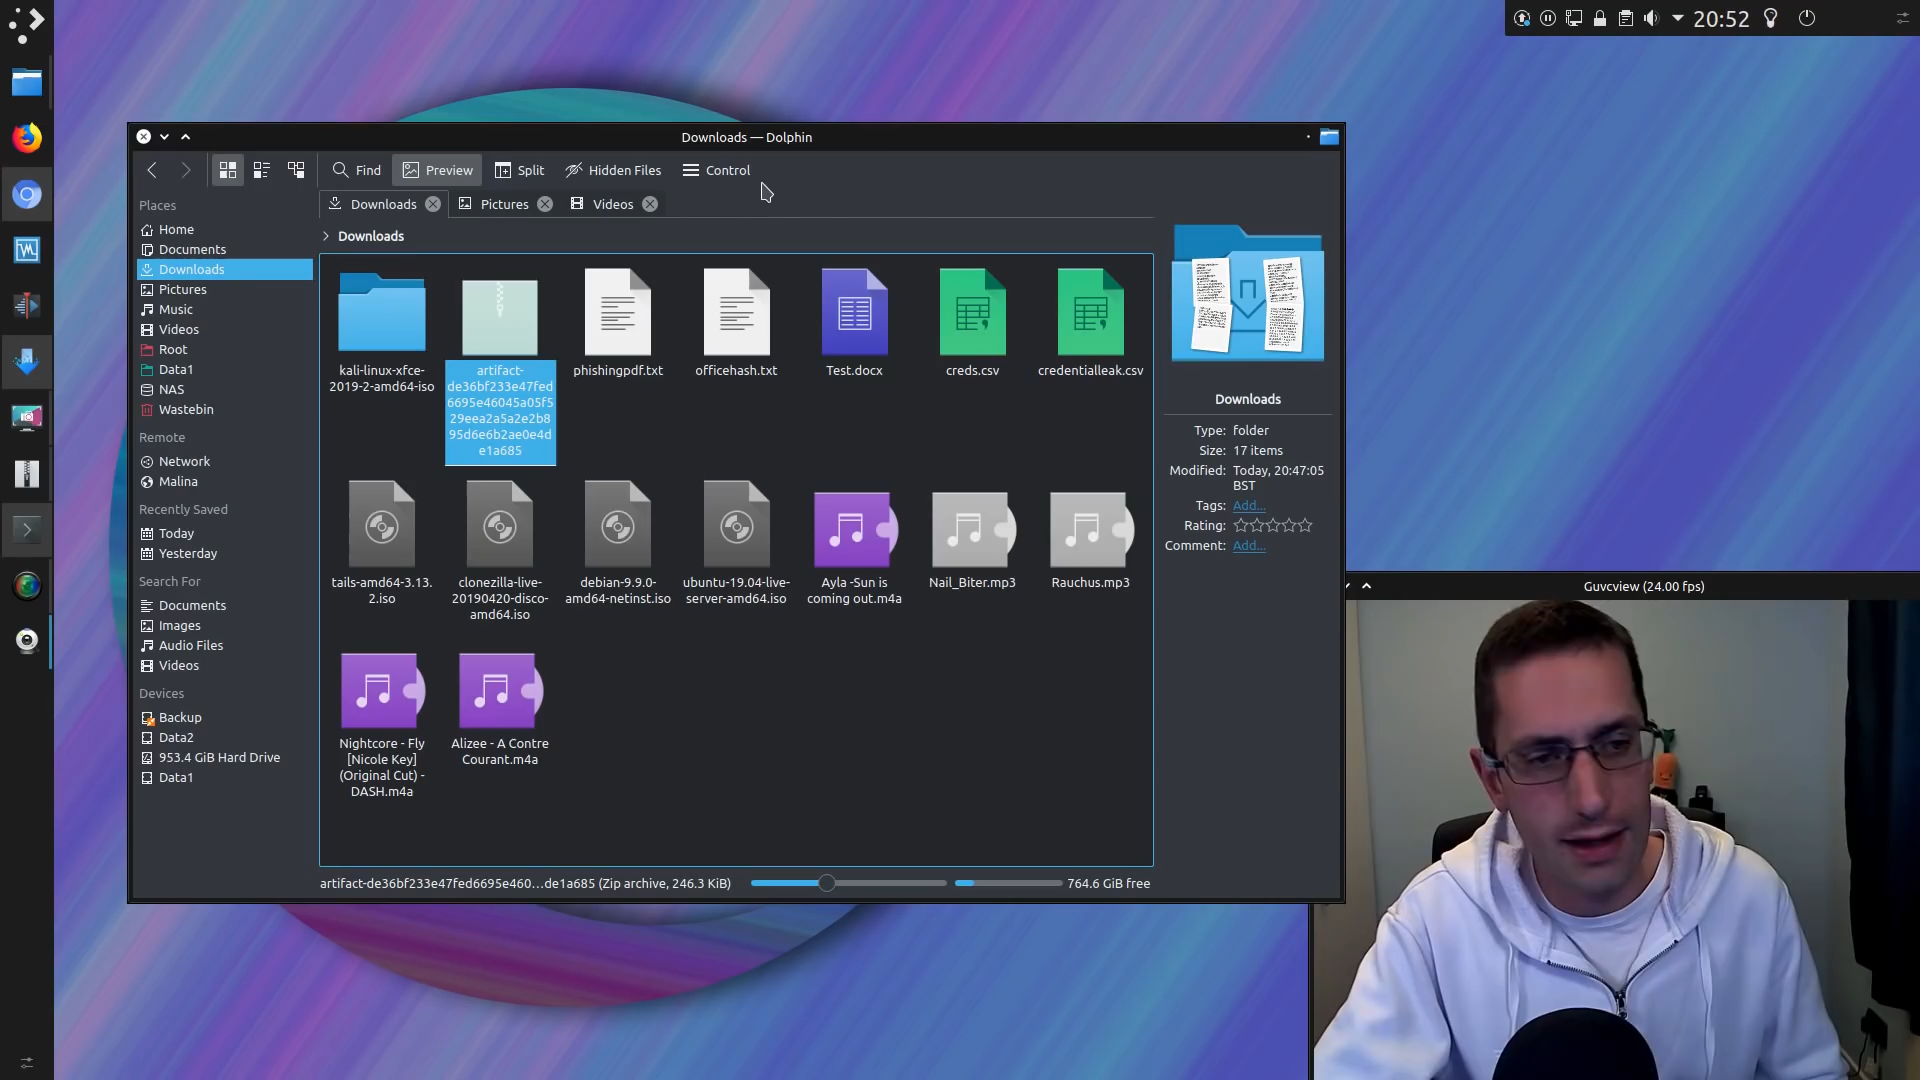 20:52
Downloads — Dolphin
Find
Preview
Split
Hidden Files
Control
Downloads
Pictures
Videos
Downloads
Places
Home
Documents
Downloads
Pictures
Music
Videos
Root
Data1
NAS
Wastebin
Remote
Network
Malina
Recently Saved
Today
Yesterday
Search For
Documents
Images
Audio Files
Videos
Devices
Backup
Data2
953.4 GiB Hard Drive
Data1
kali-linux-xfce-
2019-2-amd64-iso
artifact-
de36bf233e47fed
6695e46045a05f5
29eea2a5a2e2b8
95d6e6b2ae0e4d
e1a685
phishingpdf.txt
officehash.txt
Test.docx
creds.csv
credentialleak.csv
tails-amd64-3.13.
2.iso
clonezilla-live-
20190420-disco-
amd64.iso
debian-9.9.0-
amd64-netinst.iso
ubuntu-19.04-live-
server-amd64.iso
Ayla -Sun is
coming out.m4a
Nail_Biter.mp3
Rauchus.mp3
Nightcore - Fly
[Nicole Key]
(Original Cut) -
DASH.m4a
Alizee - A Contre
Courant.m4a
artifact-de36bf233e47fed6695e460...de1a685 (Zip archive, 246.3 KiB)
764.6 GiB free
Downloads
Type: folder
Size: 17 items
Modified: Today, 20:47:05
BST
Tags: Add...
Rating:
Comment: Add...
Guvcview (24.00 fps)